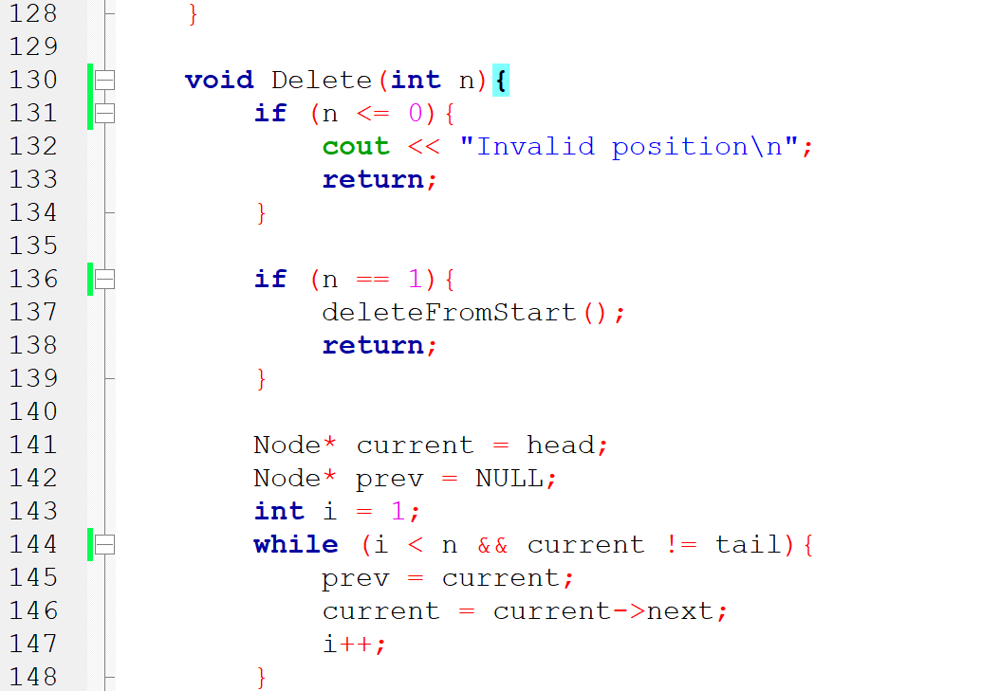 128        }
129
130        void Delete(int n){
131            if (n <= 0){
132                cout << "Invalid position\n";
133                return;
134            }
135
136            if (n == 1){
137                deleteFromStart();
138                return;
139            }
140
141            Node* current = head;
142            Node* prev = NULL;
143            int i = 1;
144            while (i < n && current != tail){
145                prev = current;
146                current = current->next;
147                i++;
148            }